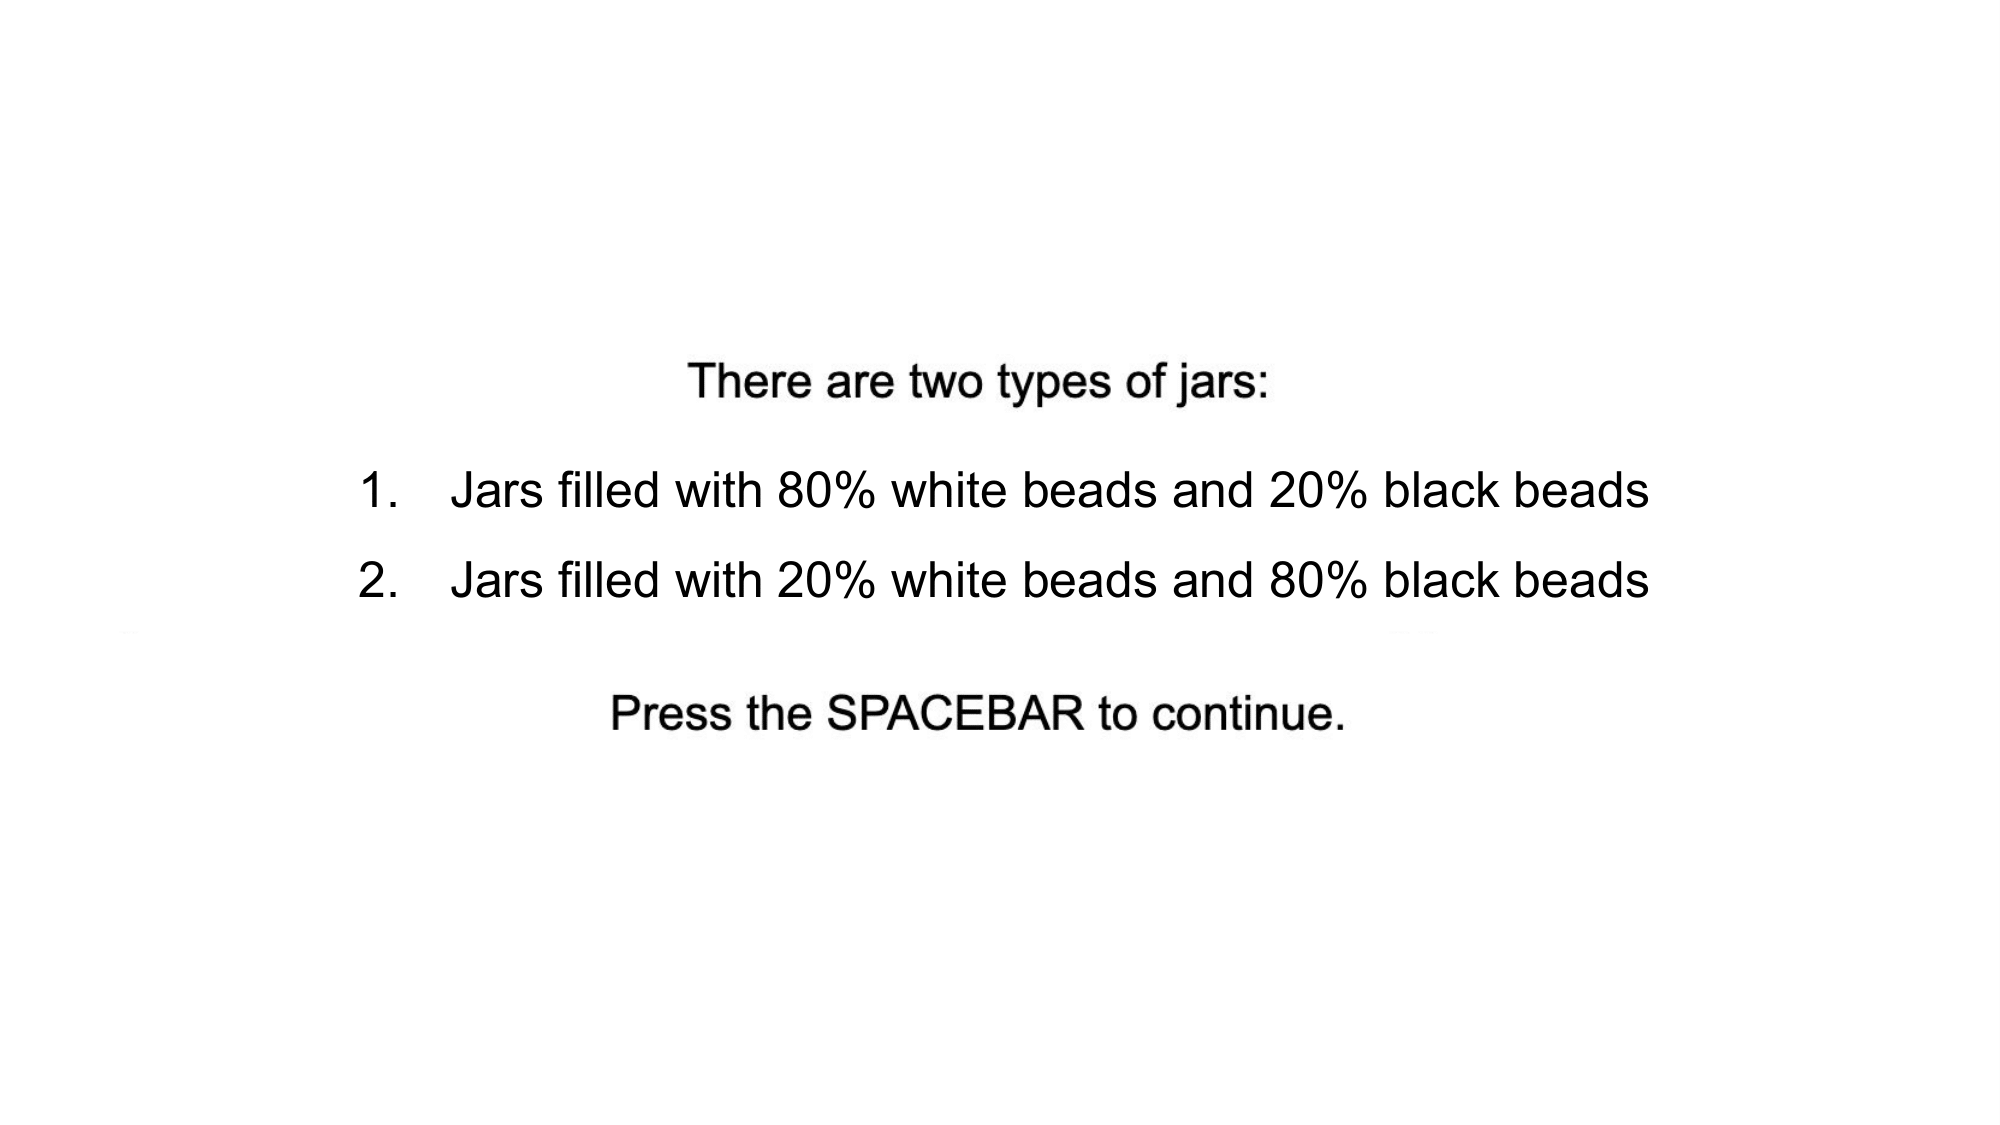 There are two types of jars:
1. Jars filled with 80% white beads and 20% black beads
2. Jars filled with 20% white beads and 80% black beads
Press the SPACEBAR to continue.